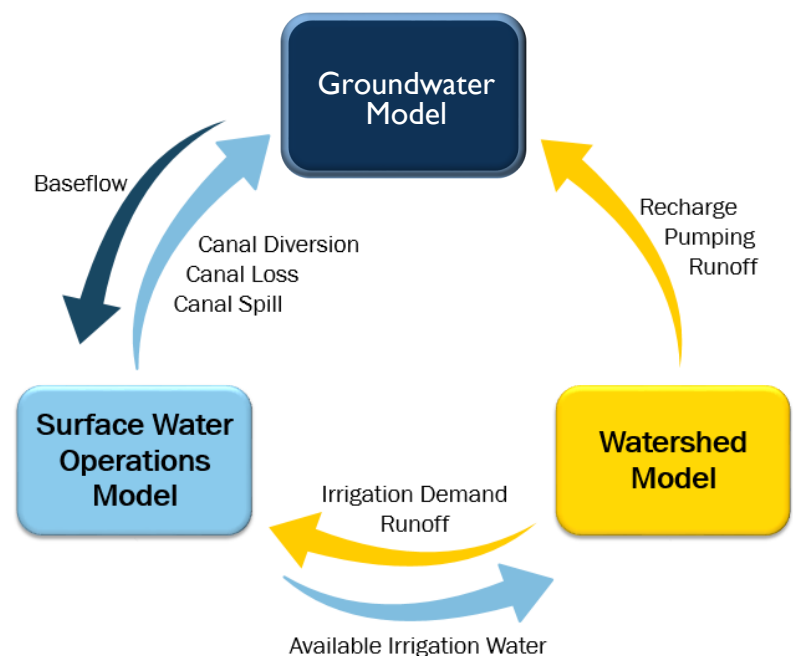 Groundwater
Model
Baseflow
Canal Diversion
Canal Loss
Canal Spill
Recharge
Pumping
Runoff
Surface Water
Operations
Model
Watershed
Model
Irrigation Demand
Runoff
Available Irrigation Water